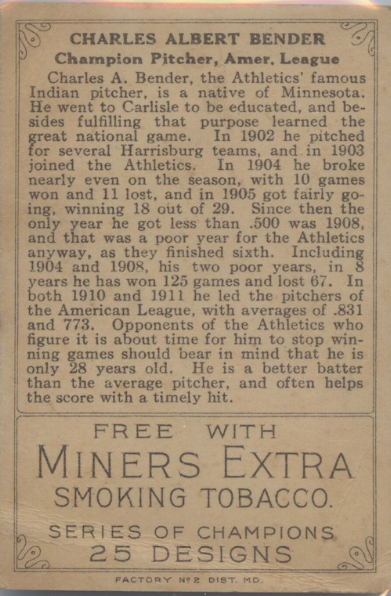 CHARLES ALBERT BENDER
Champion Pitcher, Amer. League
Charles A. Bender, the Athletics' famous
Indian pitcher, is a native of Minnesota.
He went to Carlisle to be educated, and be-
sides fulfilling that purpose learned the
great national game. In 1902 he pitched
for several Harrisburg teams, and in 1903
joined the Athletics. In 1904 he broke
nearly even on the season, with 10 games
won and 11 lost, and in 1905 got fairly go-
ing, winning 18 out of 29. Since then the
only year he got less than .500 was 1908,
and that was a poor year for the Athletics
anyway, as they finished sixth. Including
1904 and 1908, his two poor years, in 8
years he has won 125 games and lost 67. In
both 1910 and 1911 he led the pitchers of
the American League, with averages of .831
and 773. Opponents of the Athletics who
figure it is about time for him to stop win-
ning games should bear in mind that he is
only 28 years old. He is a better batter
than the average pitcher, and often helps
the score with a timely hit.
FREE WITH
MINERS EXTRA
SMOKING TOBACCO.
SERIES OF CHAMPIONS
25 DESIGNS
FACTORY Nº 2 DIST. MD.